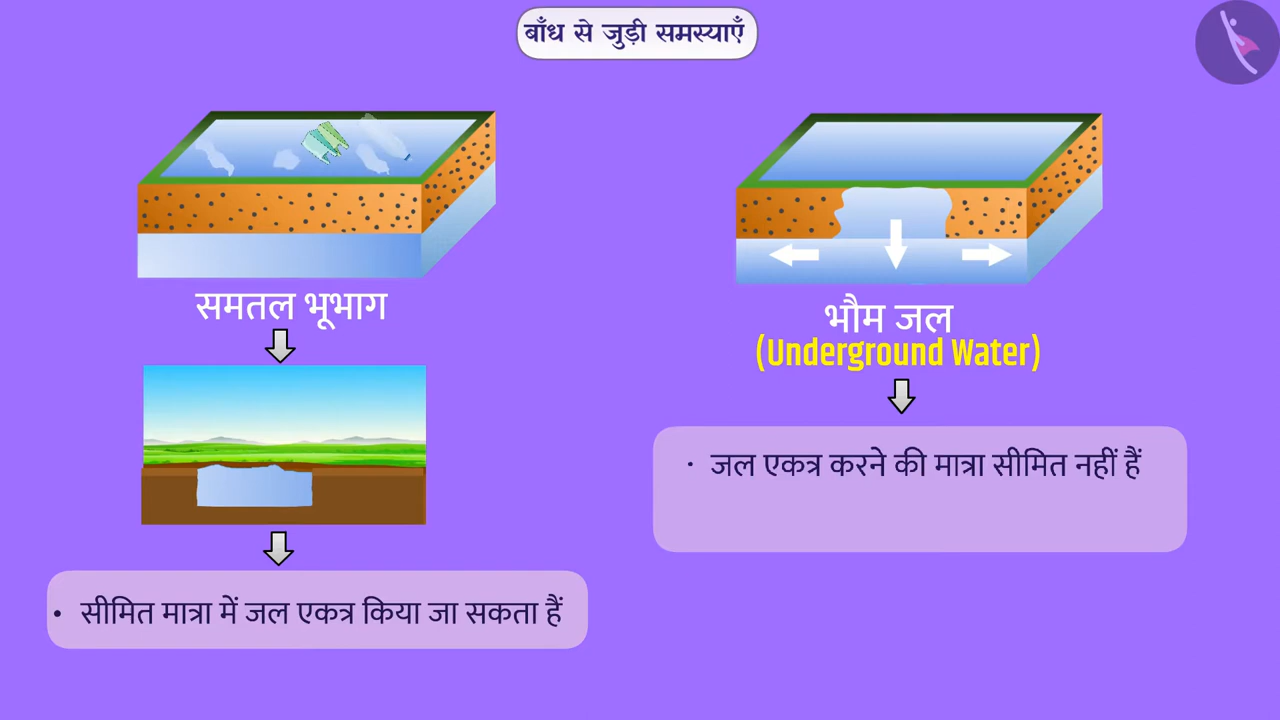 बाँध से जुड़ी समस्याएँ
समतल भूभाग
भौम जल
(Underground Water)
• जल एकत्र करने की मात्रा सीमित नहीं हैं
• सीमित मात्रा में जल एकत्र किया जा सकता हैं